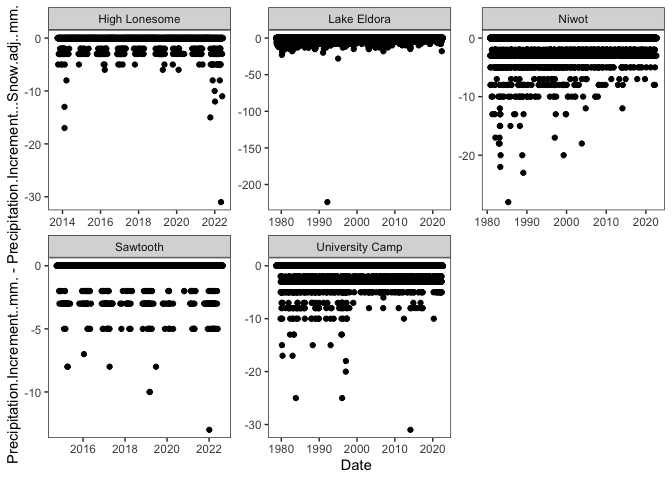 High Lonesome
Lake Eldora
Niwot
0
-10
-20
-30
2014 2016 2018 2020 2022
0
-50
-100
-150
-200
1980 1990 2000 2010 2020
0
-10
-20
1980 1990 2000 2010 2020
Sawtooth
University Camp
0
-5
-10
2016 2018 2020 2022
0
-10
-20
-30
1980 1990 2000 2010 2020
Date
Precipitation.Increment..mm. - Precipitation.Increment...Snow.adj..mm.